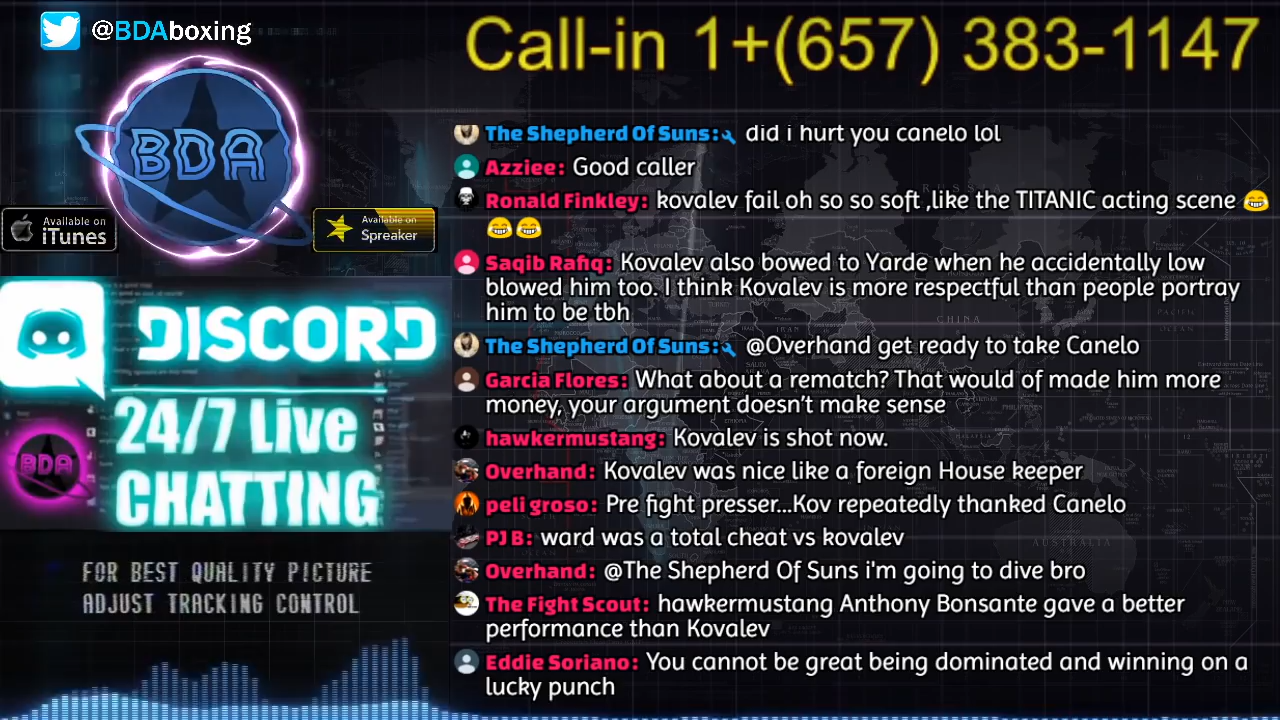 @BDAboxing
Call-in 1+(657) 383-1147
BDA
Available on
iTunes
Available on
Spreaker
DISCORD
24/7 Live
CHATTING
BDA
FOR BEST QUALITY PICTURE
ADJUST TRACKING CONTROL
The Shepherd Of Suns: did i hurt you canelo lol
Azziee: Good caller
Ronald Finkley: kovalev fail oh so so soft ,like the TITANIC acting scene 😂
😂😂
Saqib Rafiq: Kovalev also bowed to Yarde when he accidentally low
blowed him too. I think Kovalev is more respectful than people portray
him to be tbh
The Shepherd Of Suns: @Overhand get ready to take Canelo
Garcia Flores: What about a rematch? That would of made him more
money, your argument doesn't make sense
hawkermustang: Kovalev is shot now.
Overhand: Kovalev was nice like a foreign House keeper
peli groso: Pre fight presser...Kov repeatedly thanked Canelo
PJ B: ward was a total cheat vs kovalev
Overhand: @The Shepherd Of Suns i'm going to dive bro
The Fight Scout: hawkermustang Anthony Bonsante gave a better
performance than Kovalev
Eddie Soriano: You cannot be great being dominated and winning on a
lucky punch